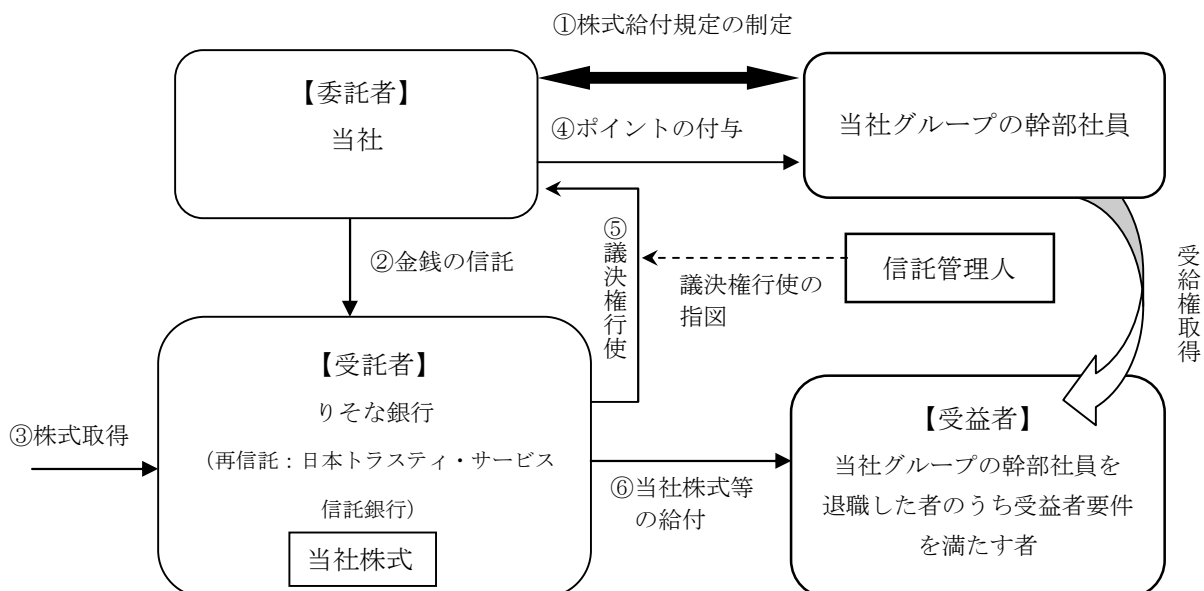 ①株式給付規定の制定
【委託者】
当社
④ポイントの付与
当社グループの幹部社員
②金銭の信託
⑤議決権行使
議決権行使の
指図
信託管理人
受給権取得
③株式取得
【受託者】
りそな銀行
（再信託：日本トラスティ・サービス
信託銀行）
当社株式
⑥当社株式等
の給付
【受益者】
当社グループの幹部社員を
退職した者のうち受益者要件
を満たす者